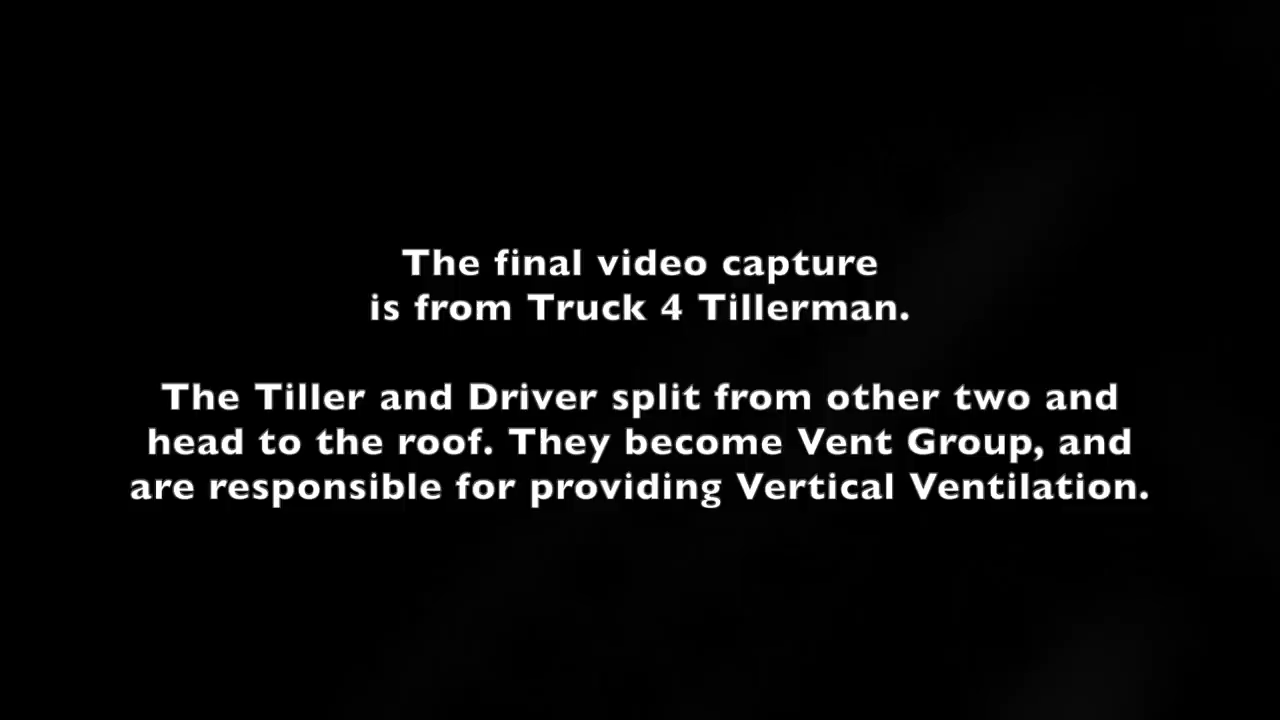 The final video capture
is from Truck 4 Tillerman.
The Tiller and Driver split from other two and
head to the roof. They become Vent Group, and
are responsible for providing Vertical Ventilation.